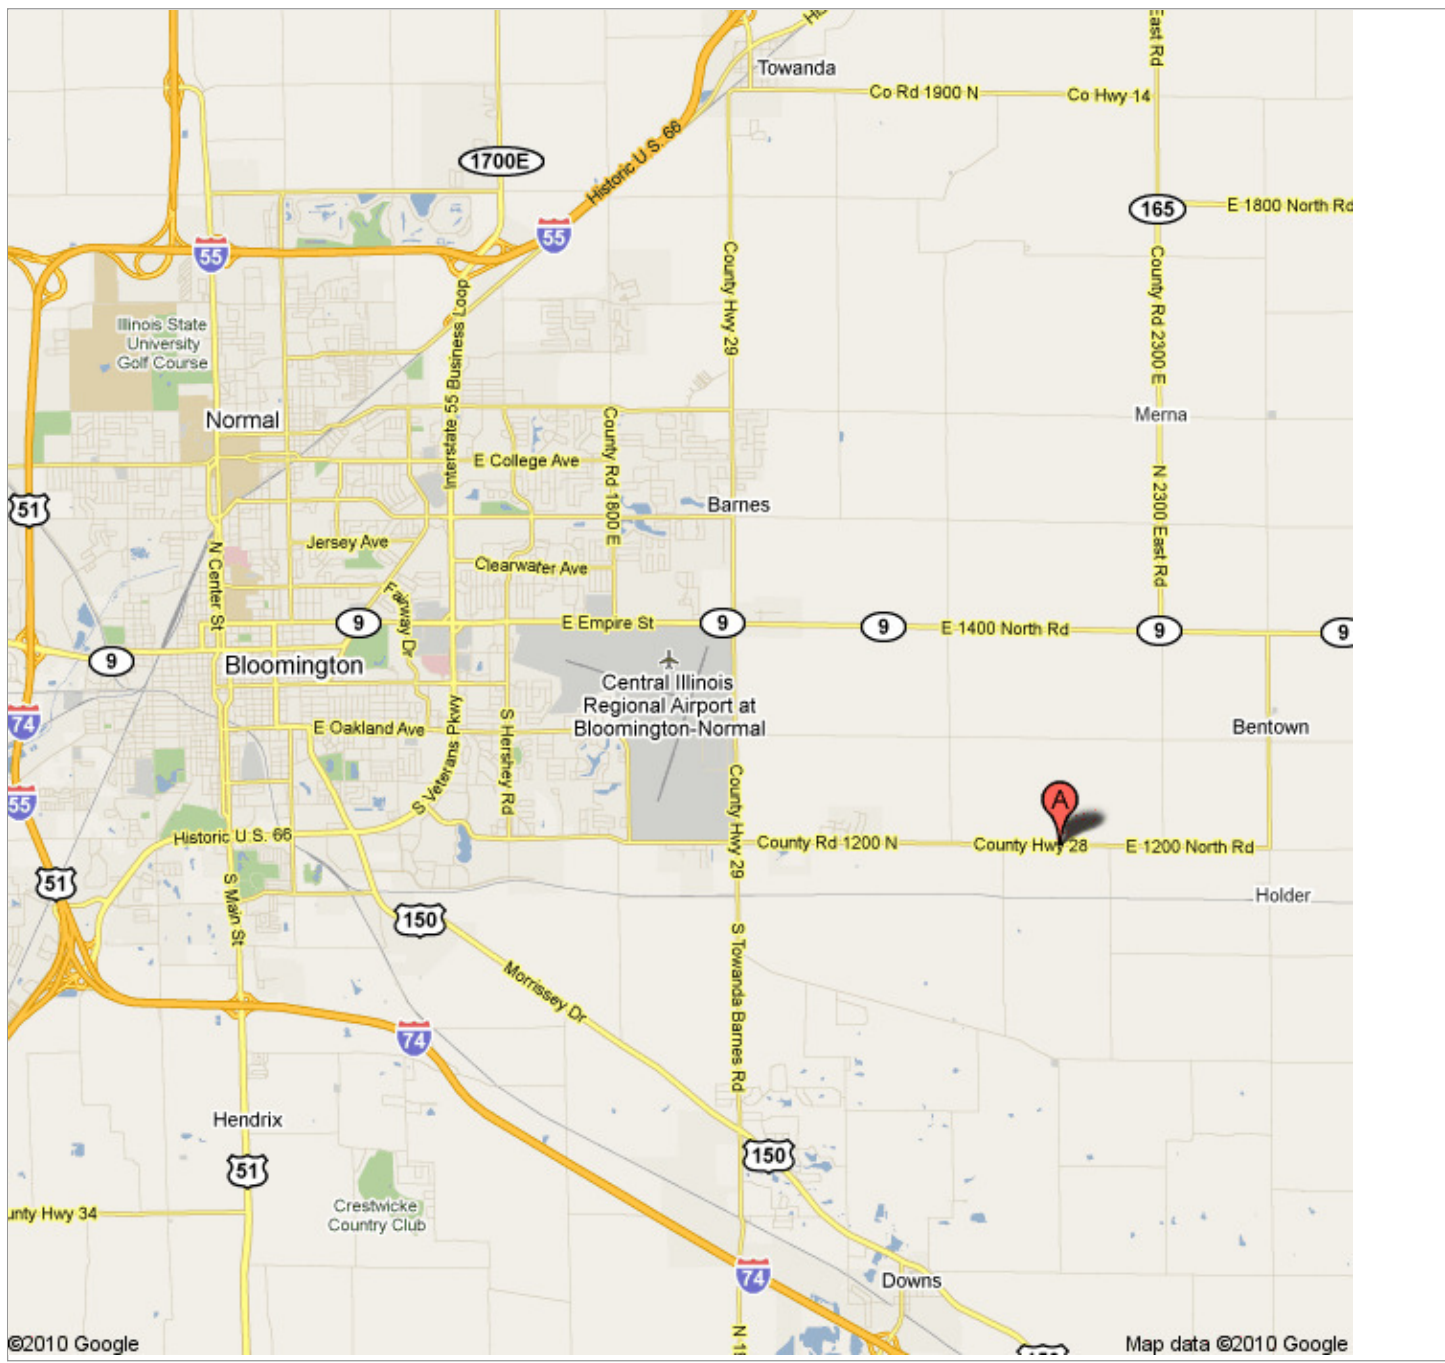 Towanda
Co Rd 1900 N
Co Hwy 14
East Rd
Historic U.S. 66
1700E
165
E 1800 North Rd
55
55
County Hwy 29
County Rd 2300 E
Illinois State
University
Golf Course
Interstate 55 Business Loop
Normal
County Rd 1800 E
Merna
E College Ave
N 2300 East Rd
51
Barnes
N Center St
Jersey Ave
Clearwater Ave
Fairway Dr
9
E Empire St
9
9
E 1400 North Rd
9
9
9
Bloomington
Central Illinois
Regional Airport at
Bloomington-Normal
74
E Oakland Ave
S Veterans Pkwy
S Hershey Rd
Bentown
55
County Hwy 29
A
Historic U.S. 66
County Rd 1200 N
County Hwy 28
E 1200 North Rd
51
S Main St
Holder
150
S Towanda Barnes Rd
Morrissey Dr
74
Hendrix
150
51
Crestwicke
Country Club
unty Hwy 34
74
Downs
©2010 Google
Map data ©2010 Google